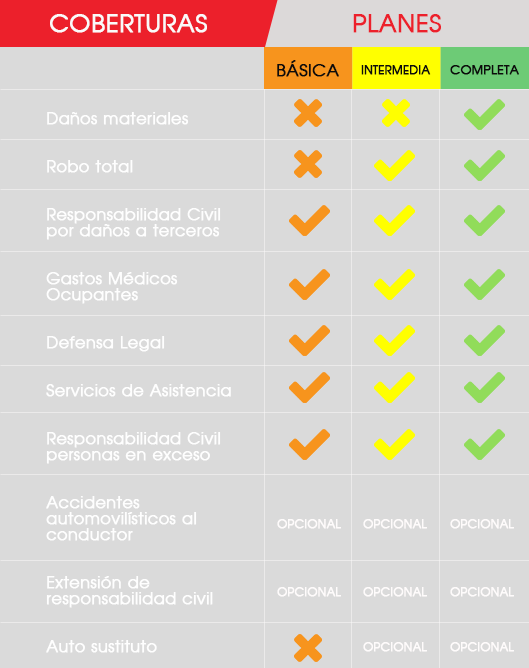 COBERTURAS
PLANES
BÁSICA
INTERMEDIA
COMPLETA
Daños materiales
Robo total
Responsabilidad Civil
por daños a terceros
Gastos Médicos
Ocupantes
Defensa Legal
Servicios de Asistencia
Responsabilidad Civil
personas en exceso
Accidentes
automovilísticos al
conductor
OPCIONAL
OPCIONAL
OPCIONAL
Extensión de
responsabilidad civil
OPCIONAL
OPCIONAL
OPCIONAL
Auto sustituto
OPCIONAL
OPCIONAL